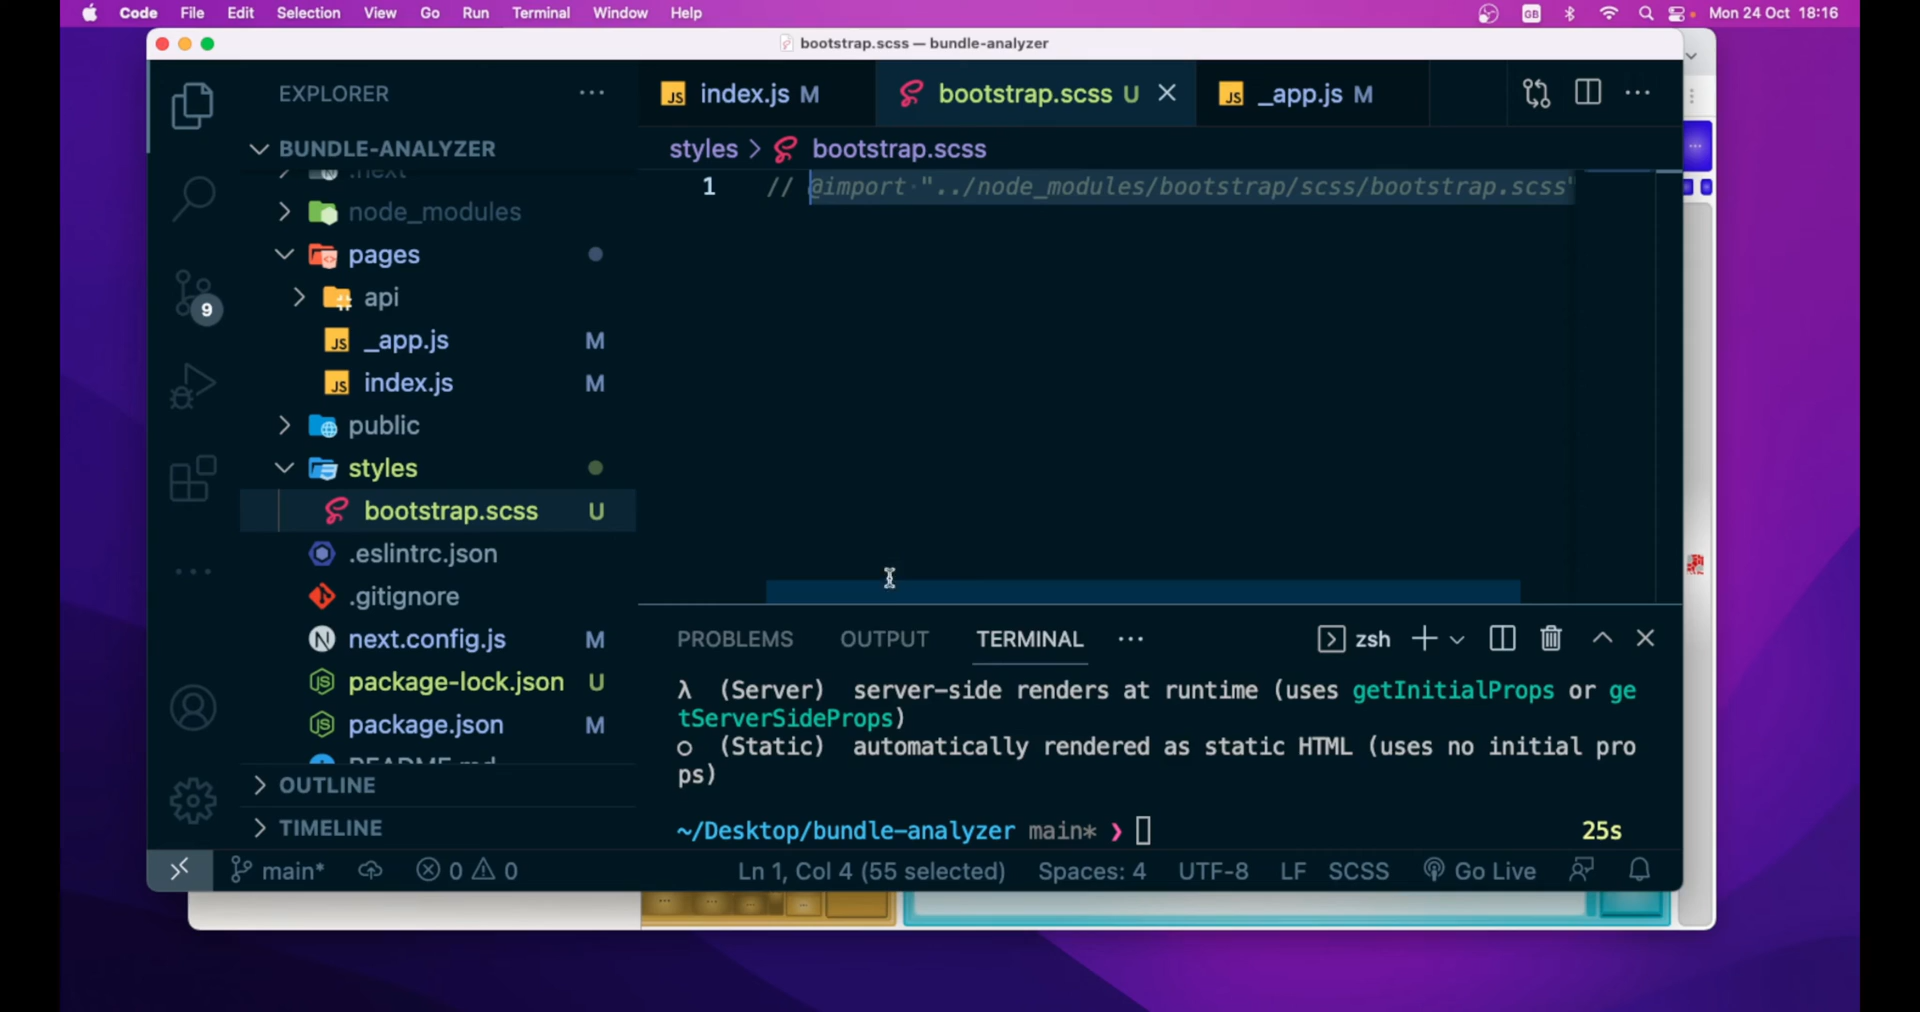 Code File Edit Selection View Go Run Terminal Window Help GB Mon 24 Oct 18:16
bootstrap.scss — bundle-analyzer
EXPLORER ···
index.js M bootstrap.scss U _app.js M
BUNDLE-ANALYZER
styles > bootstrap.scss
.next
1 // @import "../node_modules/bootstrap/scss/bootstrap.scss"
node_modules
pages
9
api
_app.js M
index.js M
public
styles
bootstrap.scss U
.eslintrc.json
.gitignore
next.config.js M
package-lock.json U
package.json M
README.md
OUTLINE
TIMELINE
PROBLEMS OUTPUT TERMINAL ··· zsh
λ (Server) server-side renders at runtime (uses getInitialProps or ge
tServerSideProps)
○ (Static) automatically rendered as static HTML (uses no initial pro
ps)
~/Desktop/bundle-analyzer main* ❯ 25s
main* 0 0 Ln 1, Col 4 (55 selected) Spaces: 4 UTF-8 LF SCSS Go Live